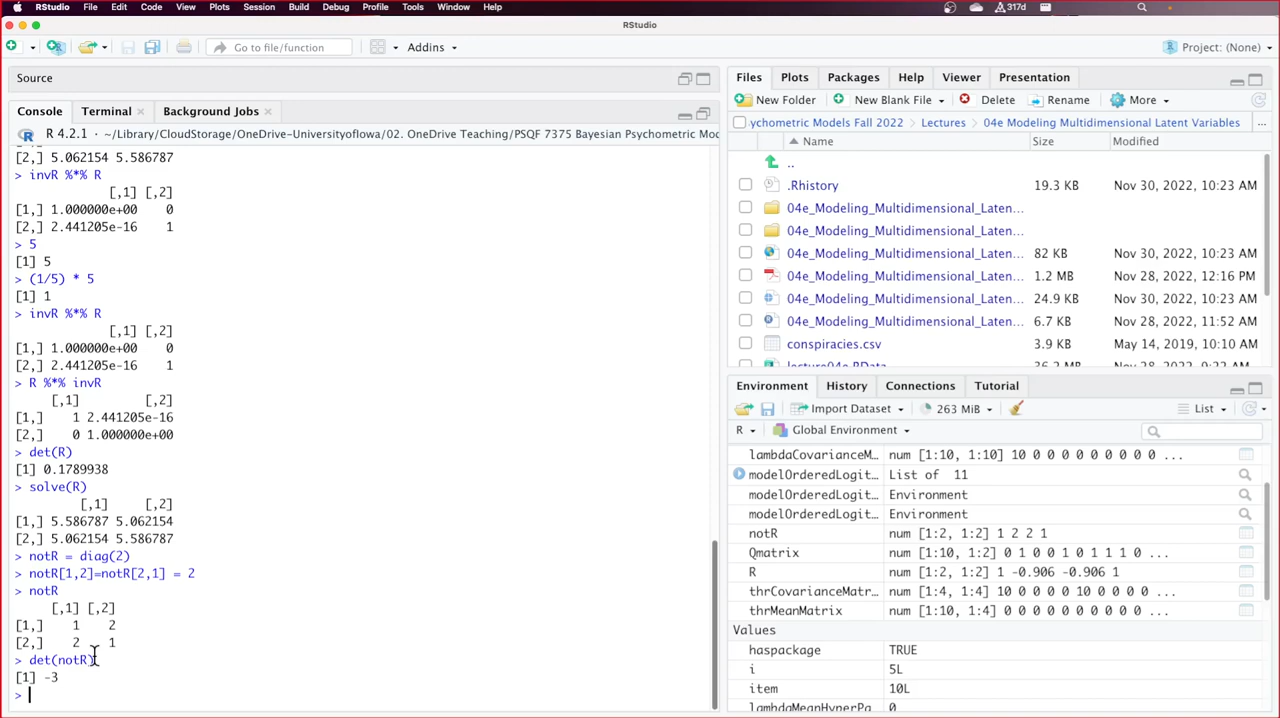 RStudio File Edit Code View Plots Session Build Debug Profile Tools Window Help 317d
RStudio
Go to file/function Addins Project: (None)
Source
Console Terminal Background Jobs
R 4.2.1 · ~/Library/CloudStorage/OneDrive-UniversityofIowa/02. OneDrive Teaching/PSQF 7375 Bayesian Psychometric Mod
[2,] 5.062154 5.586787
> invR %*% R
[,1] [,2]
[1,] 1.000000e+00 0
[2,] 2.441205e-16 1
> 5
[1] 5
> (1/5) * 5
[1] 1
> invR %*% R
[,1] [,2]
[1,] 1.000000e+00 0
[2,] 2.441205e-16 1
> R %*% invR
[,1] [,2]
[1,] 1 2.441205e-16
[2,] 0 1.000000e+00
> det(R)
[1] 0.1789938
> solve(R)
[,1] [,2]
[1,] 5.586787 5.062154
[2,] 5.062154 5.586787
> notR = diag(2)
> notR[1,2]=notR[2,1] = 2
> notR
[,1] [,2]
[1,] 1 2
[2,] 2 1
> det(notR)
[1] -3
>
Files Plots Packages Help Viewer Presentation
New Folder New Blank File Delete Rename More
ychometric Models Fall 2022 Lectures 04e Modeling Multidimensional Latent Variables ...
Name Size Modified
..
.Rhistory 19.3 KB Nov 30, 2022, 10:23 AM
04e_Modeling_Multidimensional_Laten...
04e_Modeling_Multidimensional_Laten...
04e_Modeling_Multidimensional_Laten... 82 KB Nov 30, 2022, 10:23 AM
04e_Modeling_Multidimensional_Laten... 1.2 MB Nov 28, 2022, 12:16 PM
04e_Modeling_Multidimensional_Laten... 24.9 KB Nov 30, 2022, 10:23 AM
04e_Modeling_Multidimensional_Laten... 6.7 KB Nov 28, 2022, 11:52 AM
conspiracies.csv 3.9 KB May 14, 2019, 10:10 AM
lecture04e.RData
Environment History Connections Tutorial
Import Dataset 263 MiB List
R Global Environment
lambdaCovarianceM... num [1:10, 1:10] 10 0 0 0 0 0 0 0 0 0 ...
modelOrderedLogit... List of 11
modelOrderedLogit... Environment
modelOrderedLogit... Environment
notR num [1:2, 1:2] 1 2 2 1
Qmatrix num [1:10, 1:2] 0 1 0 0 1 0 1 1 1 0 ...
R num [1:2, 1:2] 1 -0.906 -0.906 1
thrCovarianceMatr... num [1:4, 1:4] 10 0 0 0 0 10 0 0 0 0 ...
thrMeanMatrix num [1:10, 1:4] 0 0 0 0 0 0 0 0 0 0 ...
Values
haspackage TRUE
i 5L
item 10L
lambdaMeanHyperPa 0